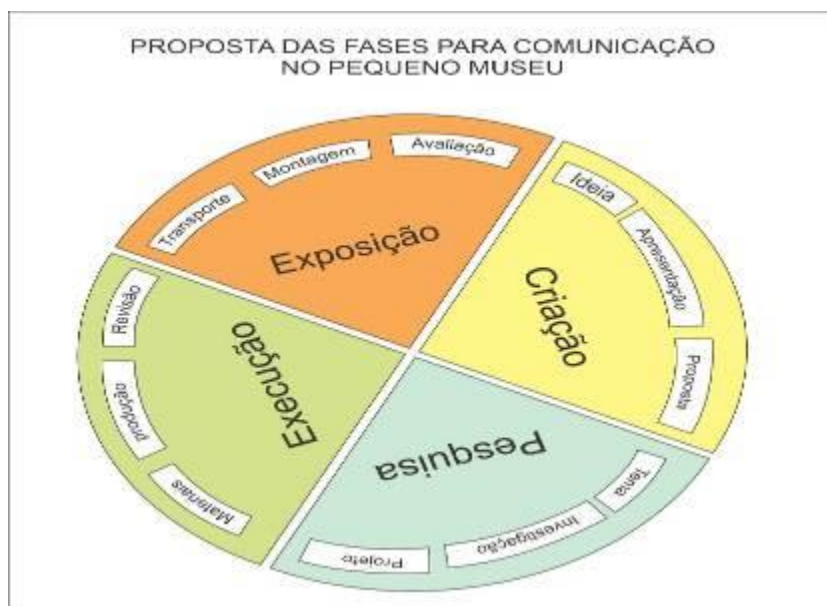 PROPOSTA DAS FASES PARA COMUNICAÇÃO
NO PEQUENO MUSEU
Criação
Ideia
Apresentação
Proposta
Pesquisa
Tema
Investigação
Projeto
Execução
Materiais
produção
Revisão
Exposição
Transporte
Montagem
Avaliação